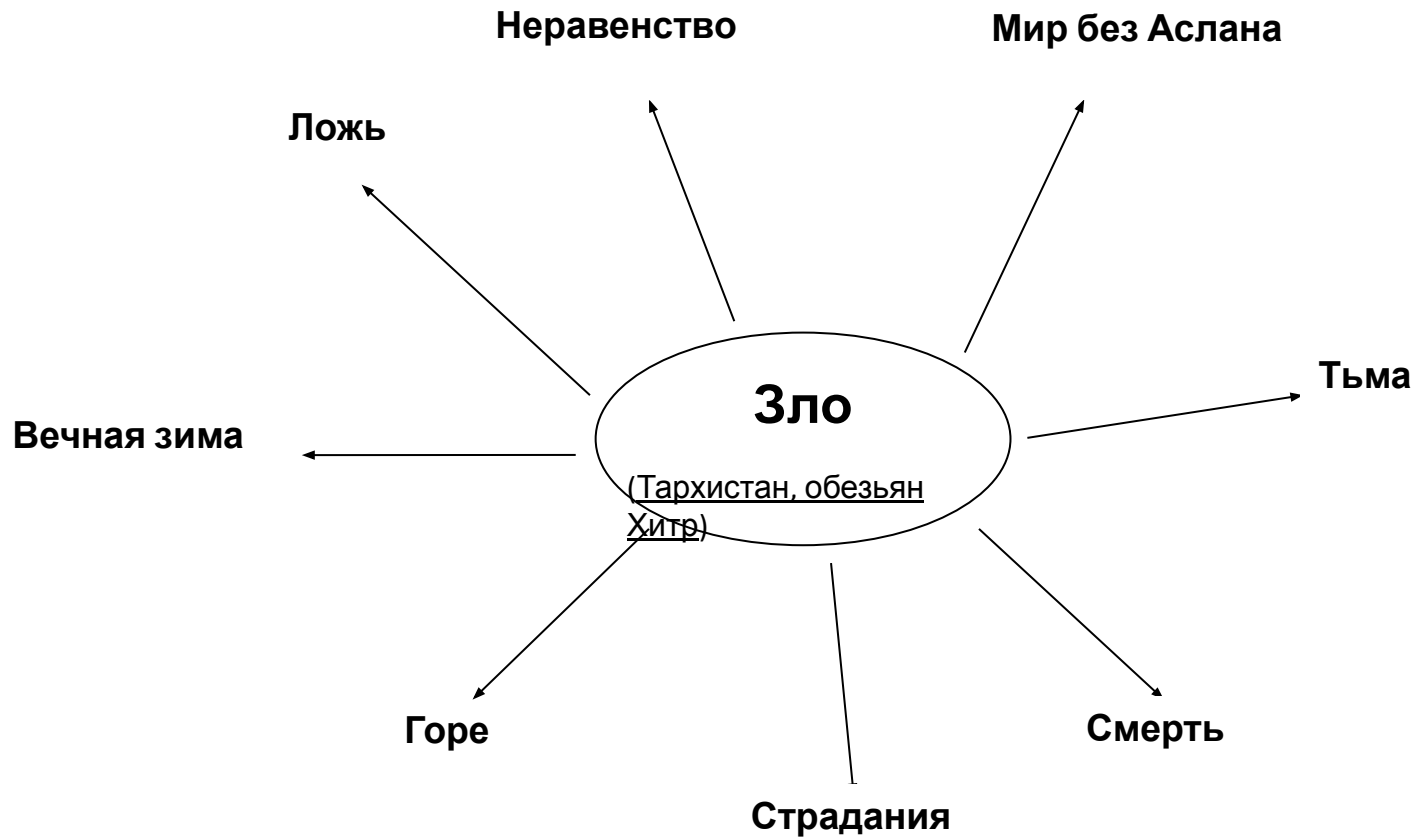 Неравенство
Мир без Аслана
Ложь
Тьма
Зло
Вечная зима
(Тархистан, обезьян
Хитр)
Горе
Смерть
Страдания